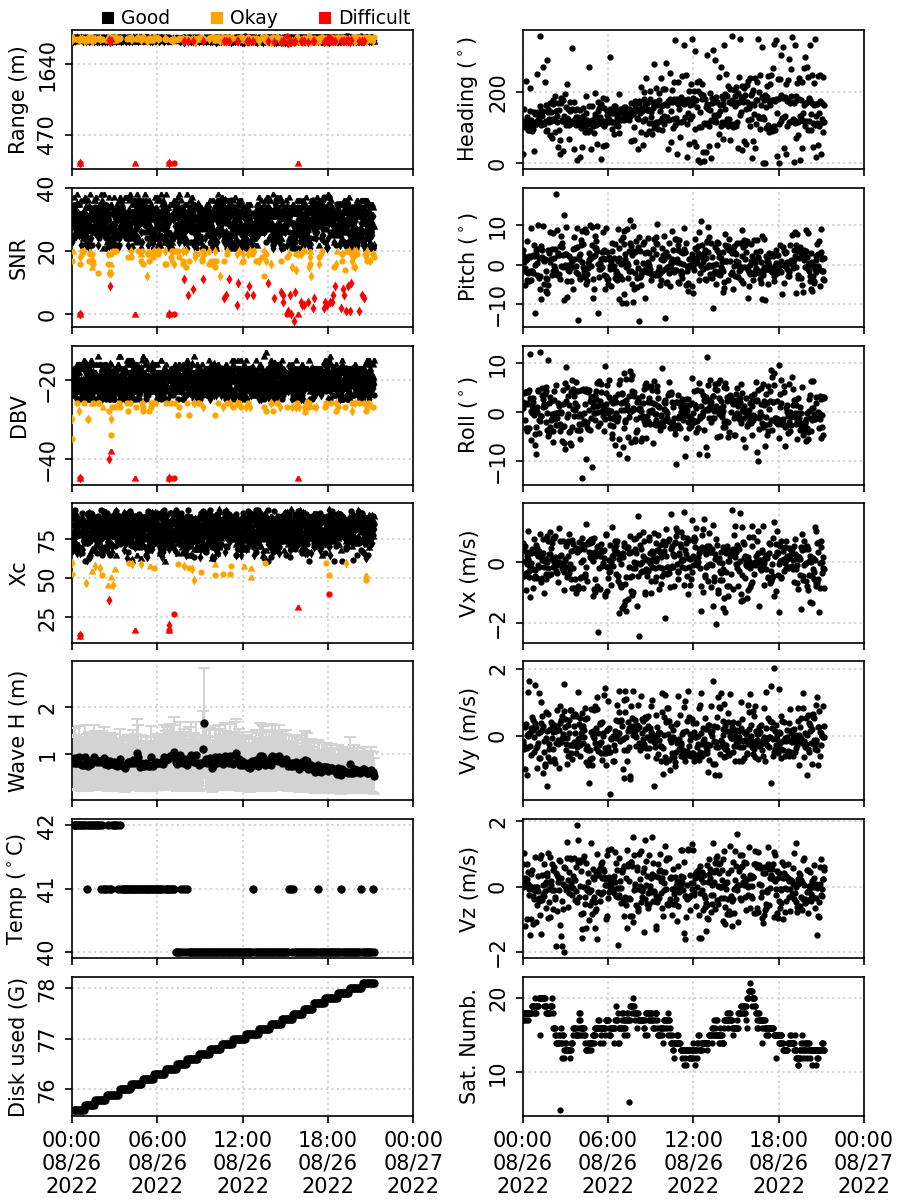 Good Okay Difficult
Range (m)
1640
470
Heading (°)
200
0
SNR
40
20
0
Pitch (°)
10
0
−10
DBV
−20
−40
Roll (°)
10
0
−10
Xc
75
50
25
Vx (m/s)
0
−2
Wave H (m)
2
1
Vy (m/s)
2
0
Temp (°C)
42
41
40
Vz (m/s)
2
0
−2
Disk used (G)
78
77
76
Sat. Numb.
20
10
00:00 06:00 12:00 18:00 00:00
08/26 08/26 08/26 08/26 08/27
2022 2022 2022 2022 2022
00:00 06:00 12:00 18:00 00:00
08/26 08/26 08/26 08/26 08/27
2022 2022 2022 2022 2022